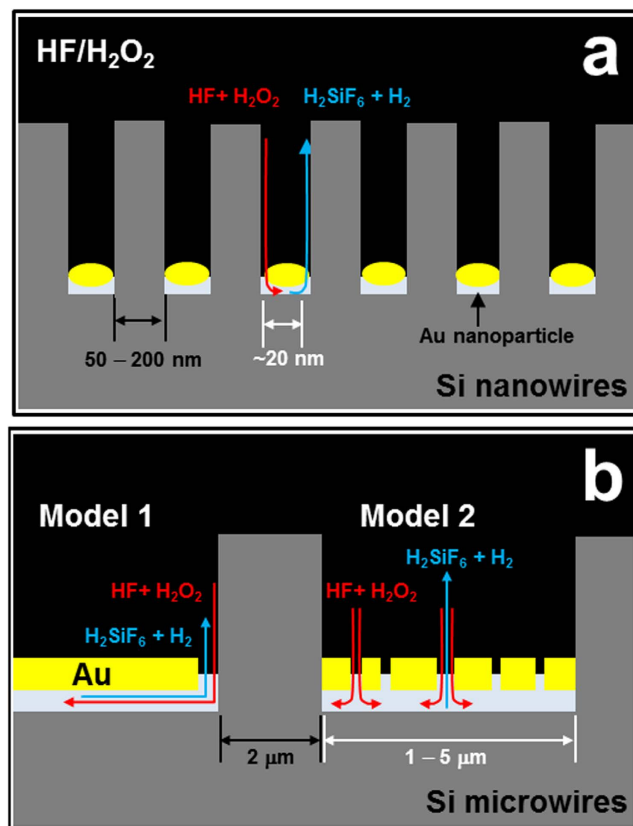 a
HF/H₂O₂
HF+ H₂O₂
H₂SiF₆ + H₂
50 – 200 nm
~20 nm
Au nanoparticle
Si nanowires
b
Model 1
Model 2
H₂SiF₆ + H₂
HF+ H₂O₂
HF+ H₂O₂
H₂SiF₆ + H₂
Au
2 μm
1 – 5 μm
Si microwires